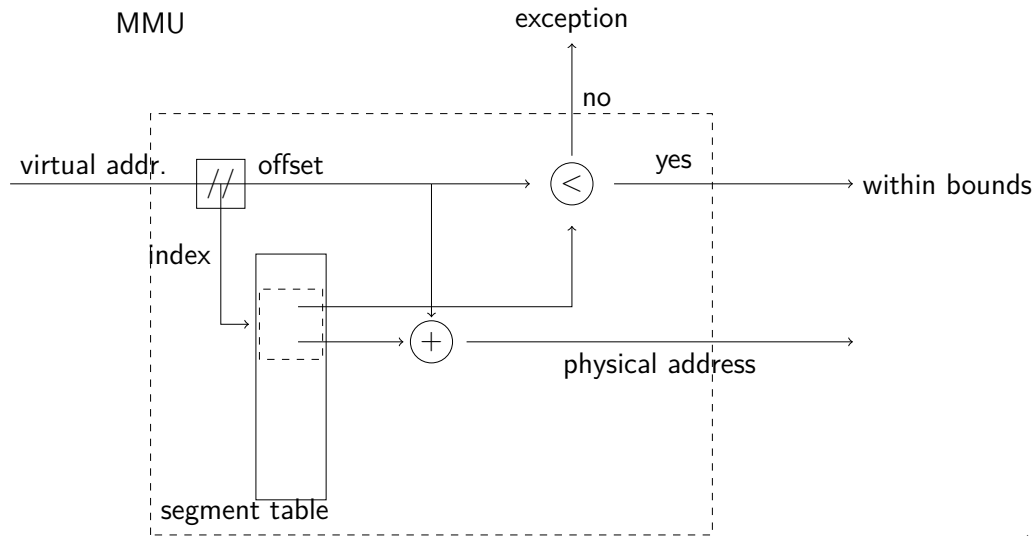 MMU
exception
no
virtual addr.
//
offset
<
yes
within bounds
index
+
physical address
segment table